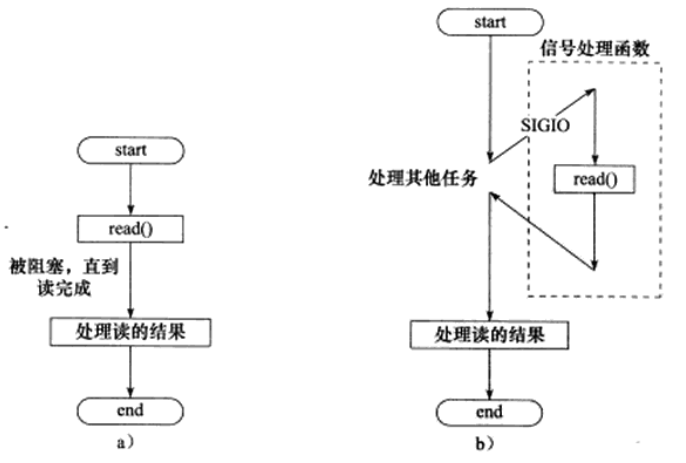 start
read()
被阻塞，直到
读完成
处理读的结果
end
a）
start
信号处理函数
SIGIO
处理其他任务
read()
处理读的结果
end
b）